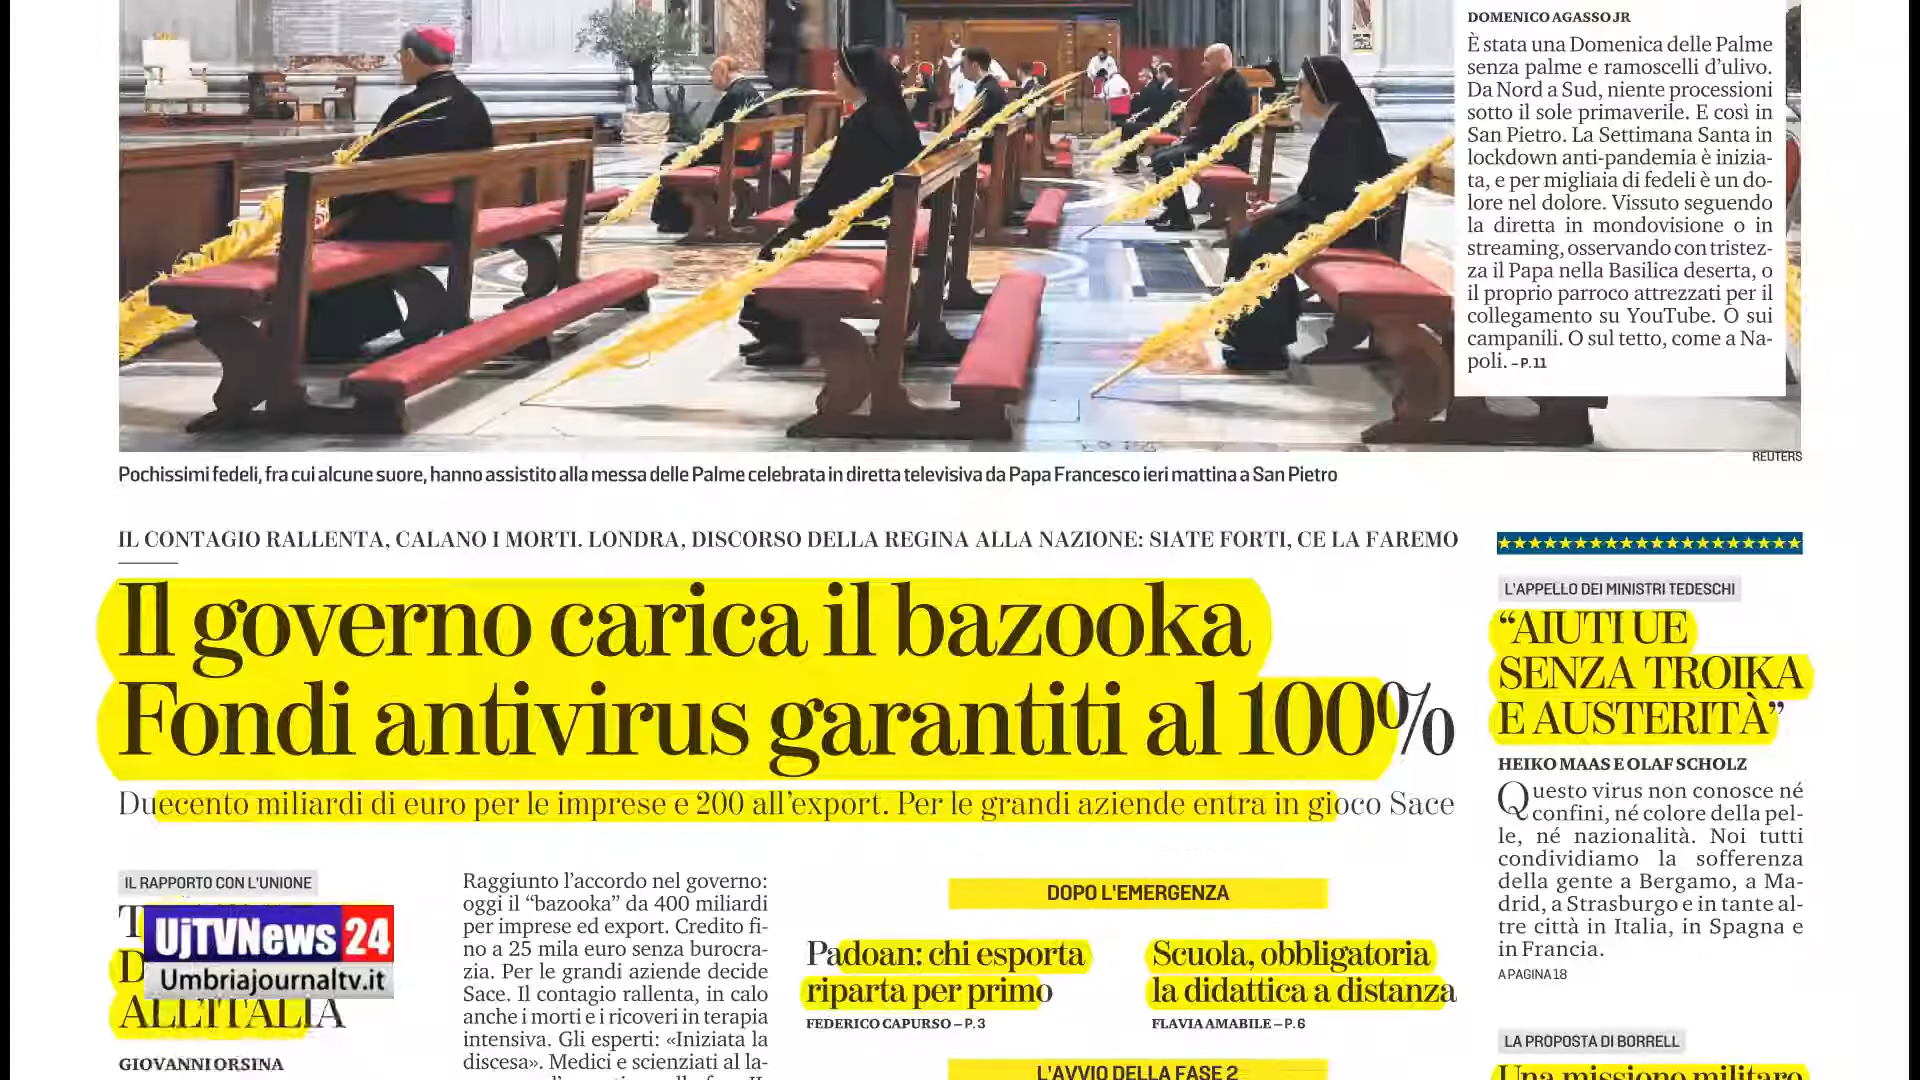 DOMENICO AGASSO JR
È stata una Domenica delle Palme
senza palme e ramoscelli d'ulivo.
Da Nord a Sud, niente processioni
sotto il sole primaverile. E così in
San Pietro. La Settimana Santa in
lockdown anti-pandemia è inizia-
ta, e per migliaia di fedeli è un do-
lore nel dolore. Vissuto seguendo
la diretta in mondovisione o in
streaming, osservando con tristez-
za il Papa nella Basilica deserta, o
il proprio parroco attrezzati per il
collegamento su YouTube. O sui
campanili. O sul tetto, come a Na-
poli. – P. 11
REUTERS
Pochissimi fedeli, fra cui alcune suore, hanno assistito alla messa delle Palme celebrata in diretta televisiva da Papa Francesco ieri mattina a San Pietro
IL CONTAGIO RALLENTA, CALANO I MORTI. LONDRA, DISCORSO DELLA REGINA ALLA NAZIONE: SIATE FORTI, CE LA FAREMO
Il governo carica il bazooka
Fondi antivirus garantiti al 100%
Duecento miliardi di euro per le imprese e 200 all'export. Per le grandi aziende entra in gioco Sace
IL RAPPORTO CON L'UNIONE
T
D
ALL'ITALIA
GIOVANNI ORSINA
UjTVNews 24
Umbriajournaltv.it
Raggiunto l'accordo nel governo:
oggi il “bazooka” da 400 miliardi
per imprese ed export. Credito fi-
no a 25 mila euro senza burocra-
zia. Per le grandi aziende decide
Sace. Il contagio rallenta, in calo
anche i morti e i ricoveri in terapia
intensiva. Gli esperti: «Iniziata la
discesa». Medici e scienziati al la-
DOPO L'EMERGENZA
Padoan: chi esporta
riparta per primo
FEDERICO CAPURSO – P. 3
Scuola, obbligatoria
la didattica a distanza
FLAVIA AMABILE – P. 6
L'AVVIO DELLA FASE 2
L'APPELLO DEI MINISTRI TEDESCHI
“AIUTI UE
SENZA TROIKA
E AUSTERITÀ”
HEIKO MAAS E OLAF SCHOLZ
Questo virus non conosce né
confini, né colore della pel-
le, né nazionalità. Noi tutti
condividiamo la sofferenza
della gente a Bergamo, a Ma-
drid, a Strasburgo e in tante al-
tre città in Italia, in Spagna e
in Francia.
A PAGINA 18
LA PROPOSTA DI BORRELL
Una missione militare